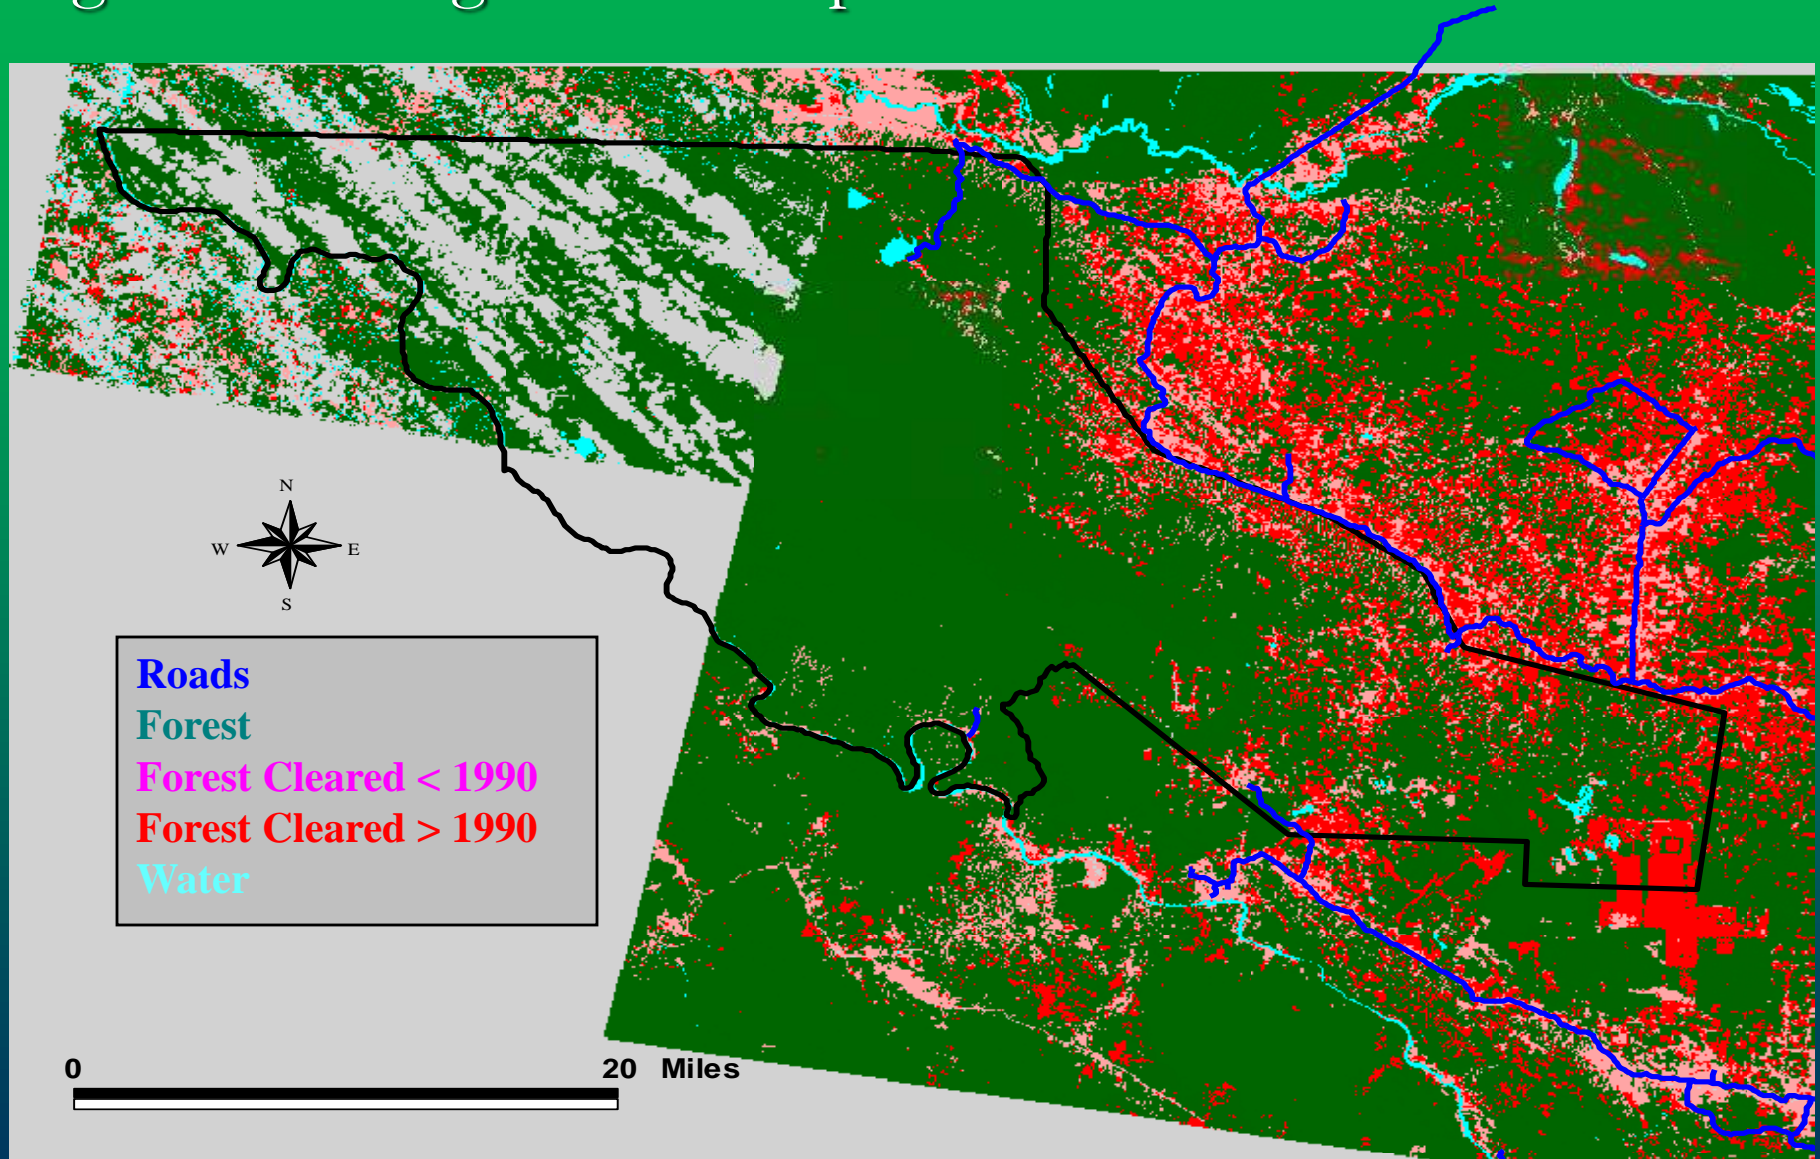 N
W E
S
Roads
Forest
Forest Cleared < 1990
Forest Cleared > 1990
Water
0 20 Miles